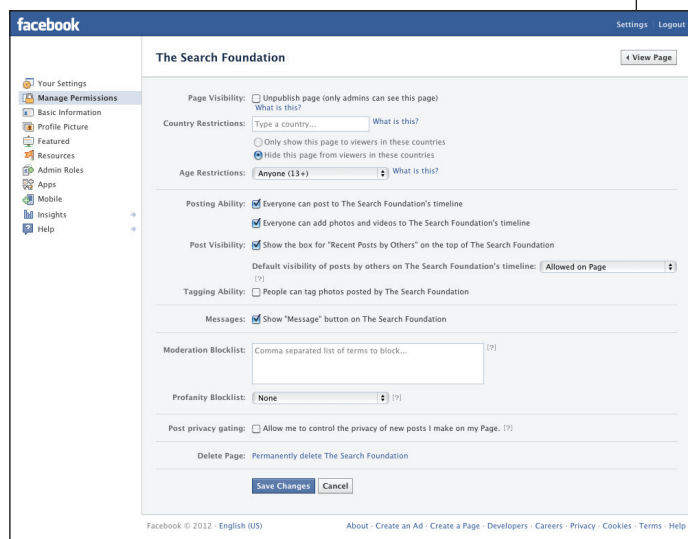 facebook
Settings Logout
The Search Foundation
View Page
Your Settings
Manage Permissions
Basic Information
Profile Picture
Featured
Resources
Admin Roles
Apps
Mobile
Insights
Help
Page Visibility: Unpublish page (only admins can see this page)
What is this?
Country Restrictions: Type a country... What is this?
Only show this page to viewers in these countries
Hide this page from viewers in these countries
Age Restrictions: Anyone (13+) What is this?
Posting Ability: Everyone can post to The Search Foundation's timeline
Everyone can add photos and videos to The Search Foundation's timeline
Post Visibility: Show the box for "Recent Posts by Others" on the top of The Search Foundation
Default visibility of posts by others on The Search Foundation's timeline: Allowed on Page
[?]
Tagging Ability: People can tag photos posted by The Search Foundation
Messages: Show "Message" button on The Search Foundation
Moderation Blocklist: Comma separated list of terms to block... [?]
Profanity Blocklist: None [?]
Post privacy gating: Allow me to control the privacy of new posts I make on my Page. [?]
Delete Page: Permanently delete The Search Foundation
Save Changes Cancel
Facebook © 2012 · English (US) About · Create an Ad · Create a Page · Developers · Careers · Privacy · Cookies · Terms · Help